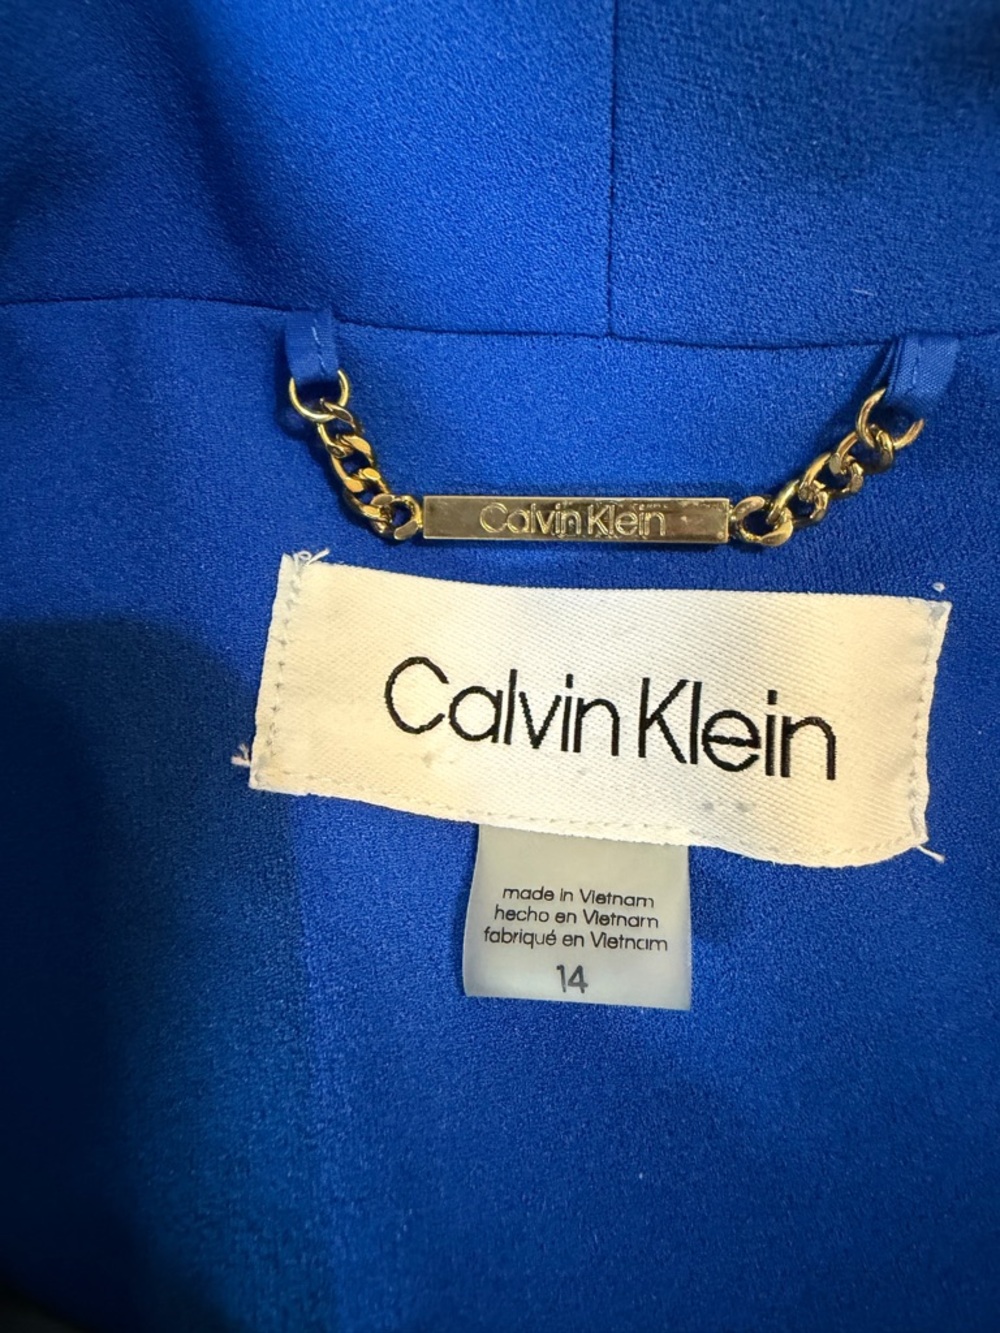 Calvin Klein
Calvin Klein
made in Vietnam
hecho en Vietnam
fabriqué en Vietnam
14